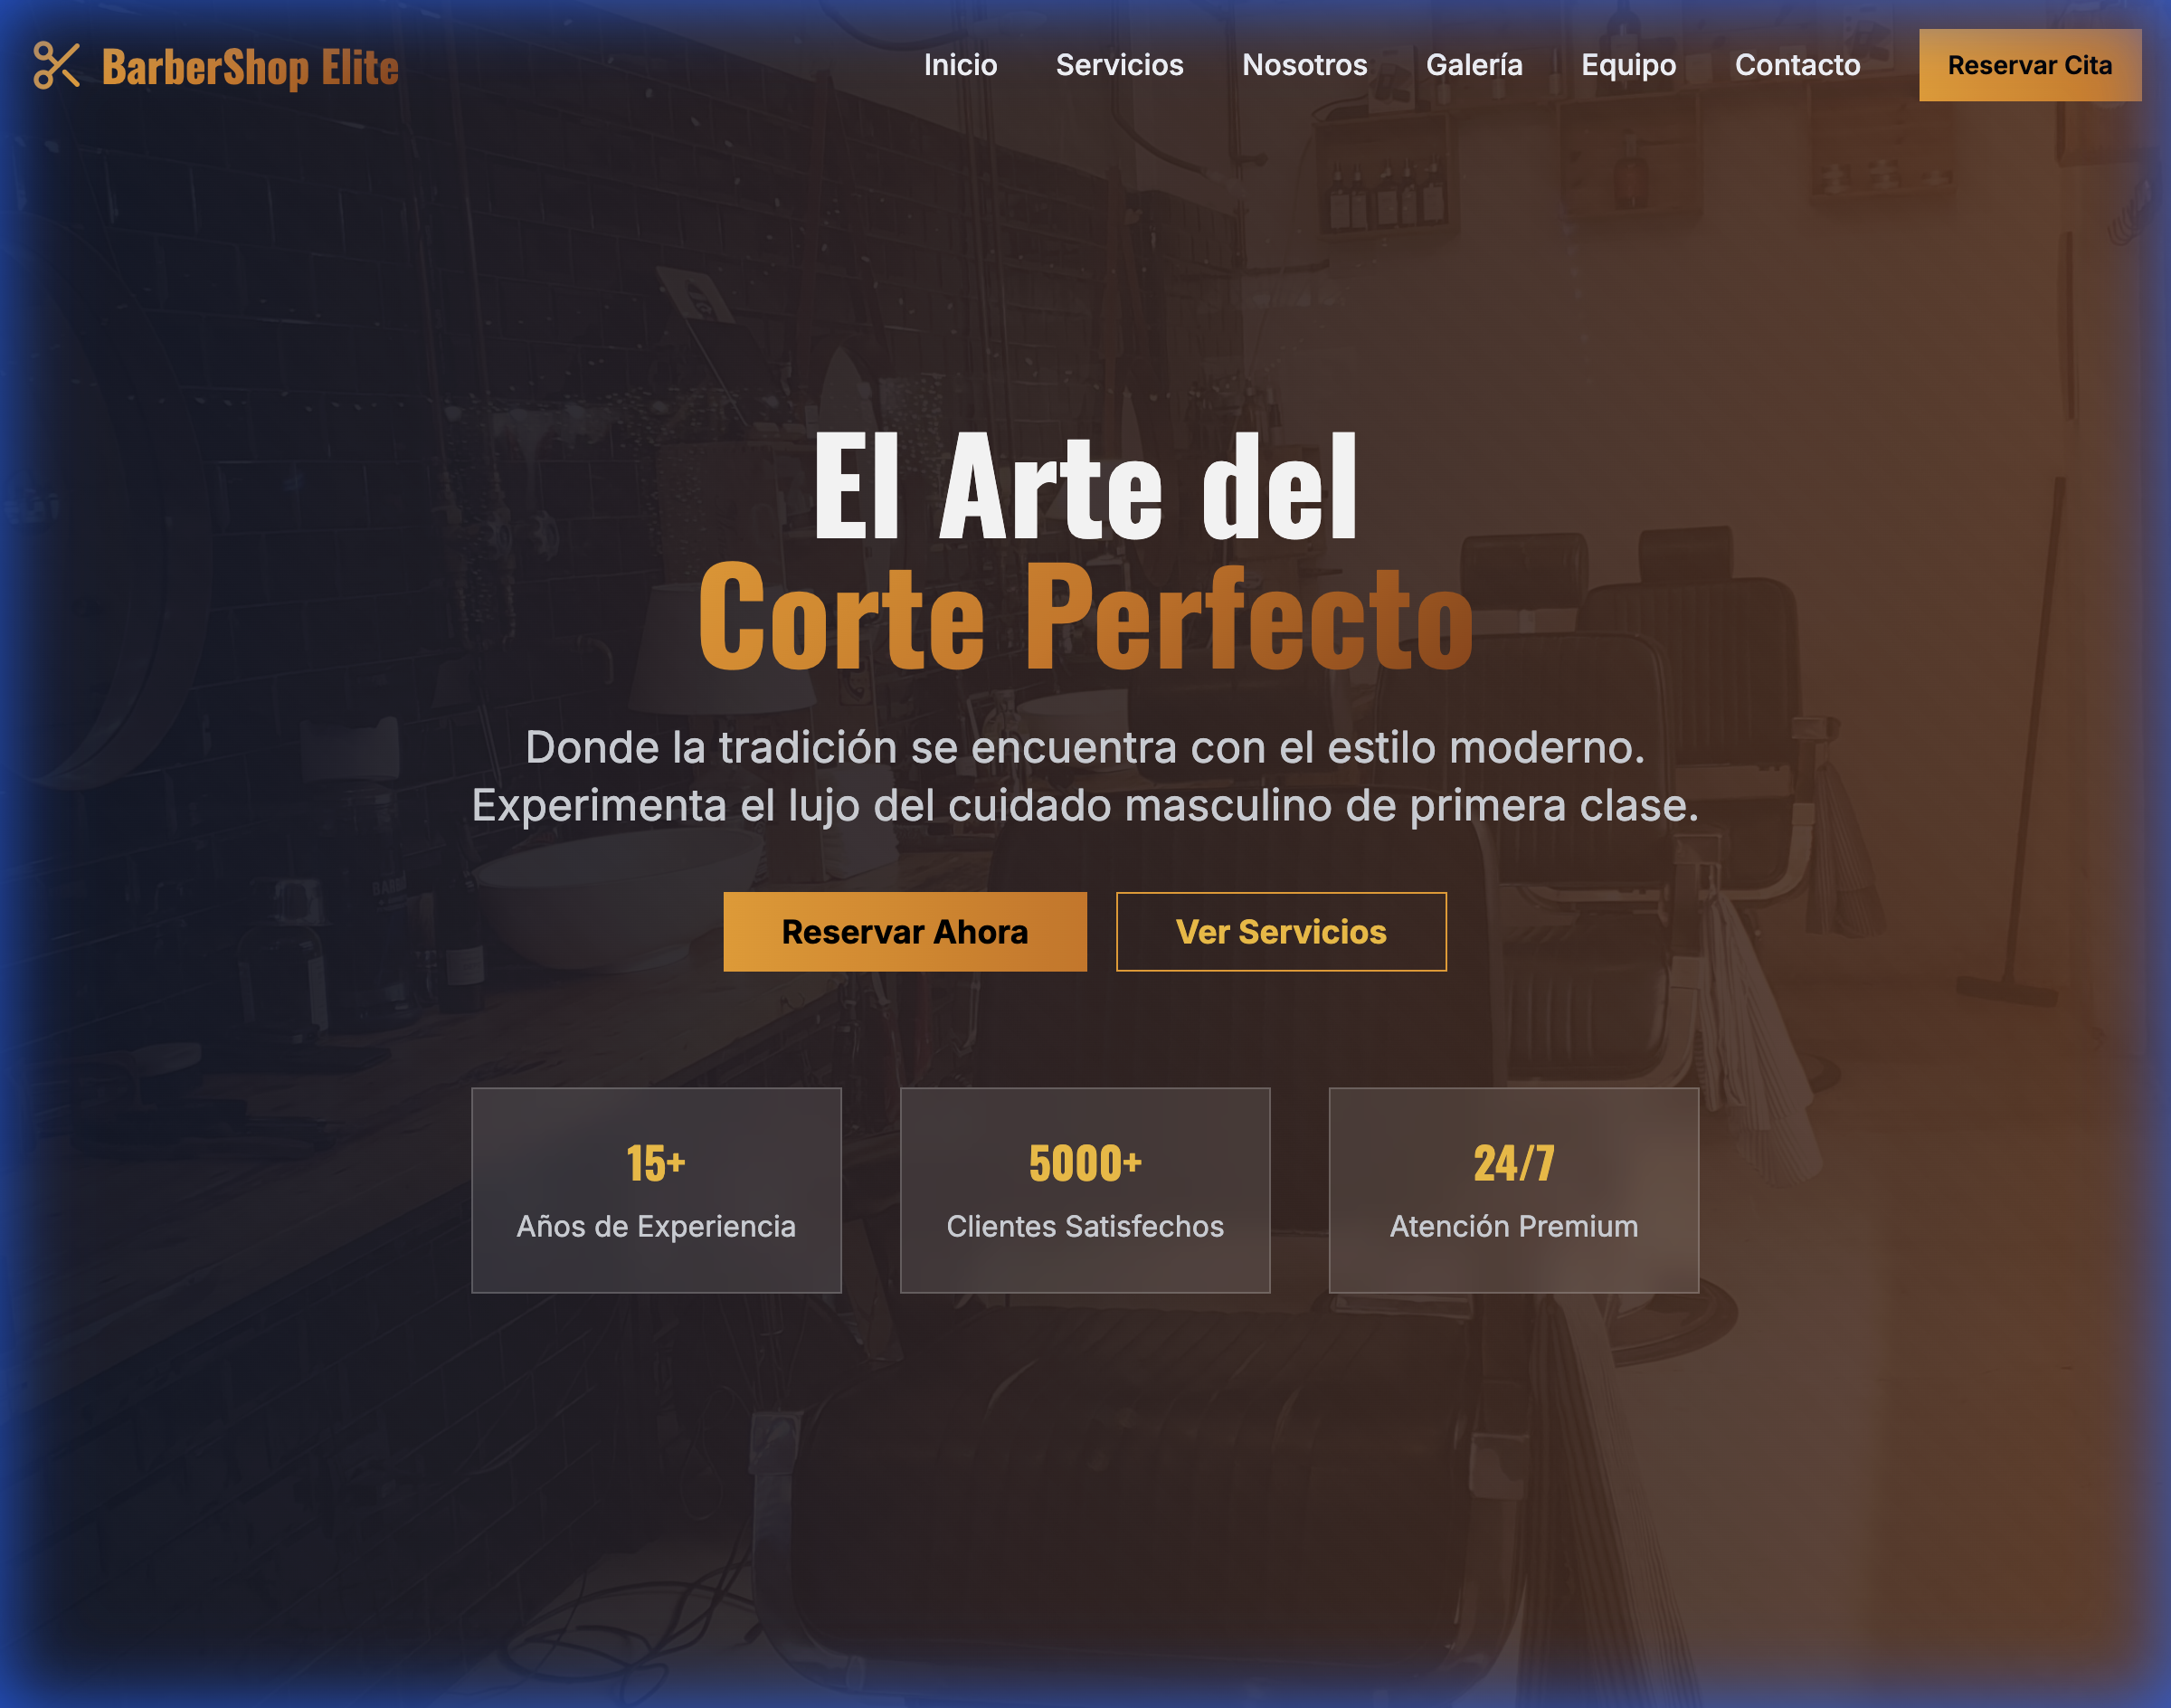 BarberShop Elite
Inicio
Servicios
Nosotros
Galería
Equipo
Contacto
Reservar Cita
El Arte del
Corte Perfecto
Donde la tradición se encuentra con el estilo moderno.
Experimenta el lujo del cuidado masculino de primera clase.
Reservar Ahora
Ver Servicios
15+
Años de Experiencia
5000+
Clientes Satisfechos
24/7
Atención Premium